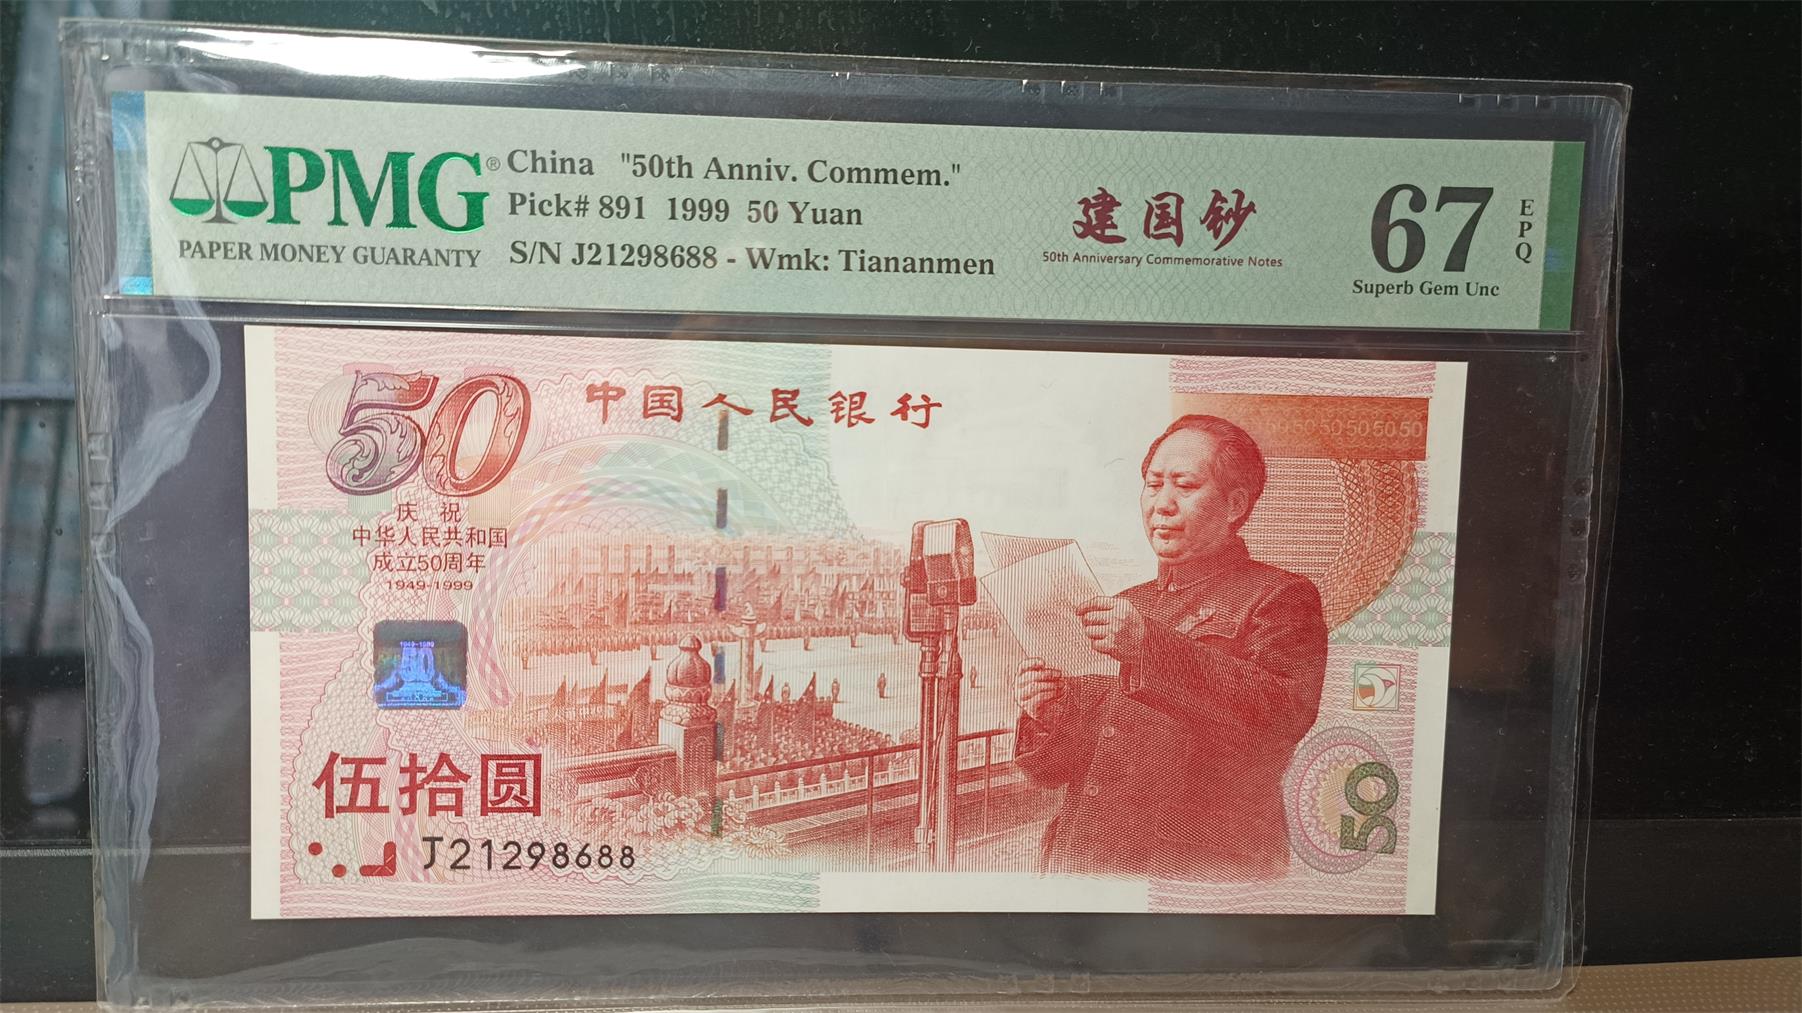 PMG®
PAPER MONEY GUARANTY
China "50th Anniv. Commem."
Pick# 891 1999 50 Yuan
S/N J21298688 - Wmk: Tiananmen
建国钞
50th Anniversary Commemorative Notes
67
EPQ
Superb Gem Unc
50
中国人民银行
5050505050
庆祝
中华人民共和国
成立50周年
1949-1999
1949-1999
伍拾圆
J21298688
50